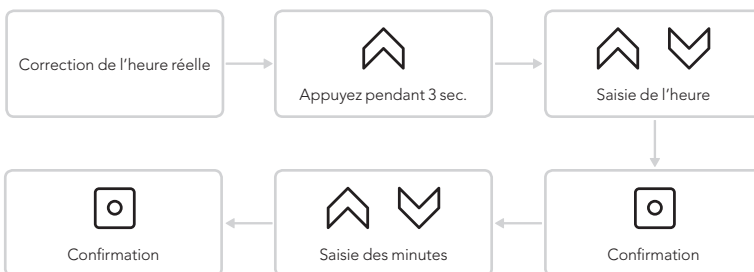 Correction de l’heure réelle
Appuyez pendant 3 sec.
Saisie de l’heure
Confirmation
Saisie des minutes
Confirmation